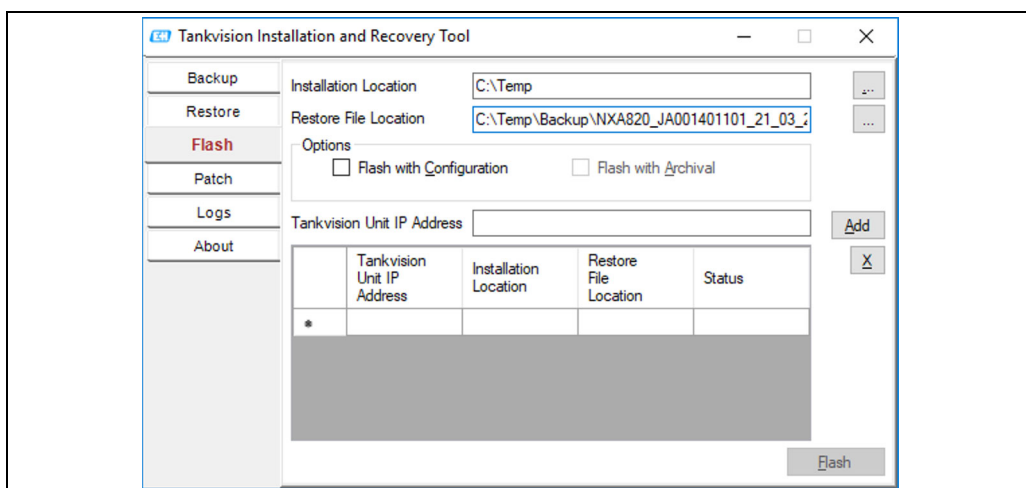 EH Tankvision Installation and Recovery Tool
Backup
Restore
Flash
Patch
Logs
About
Installation Location C:\Temp ...
Restore File Location C:\Temp\Backup\NXA820_JA001401101_21_03_2 ...
Options
Flash with Configuration Flash with Archival
Tankvision Unit IP Address Add
X
Tankvision Unit IP Address
Installation Location
Restore File Location
Status
*
Flash